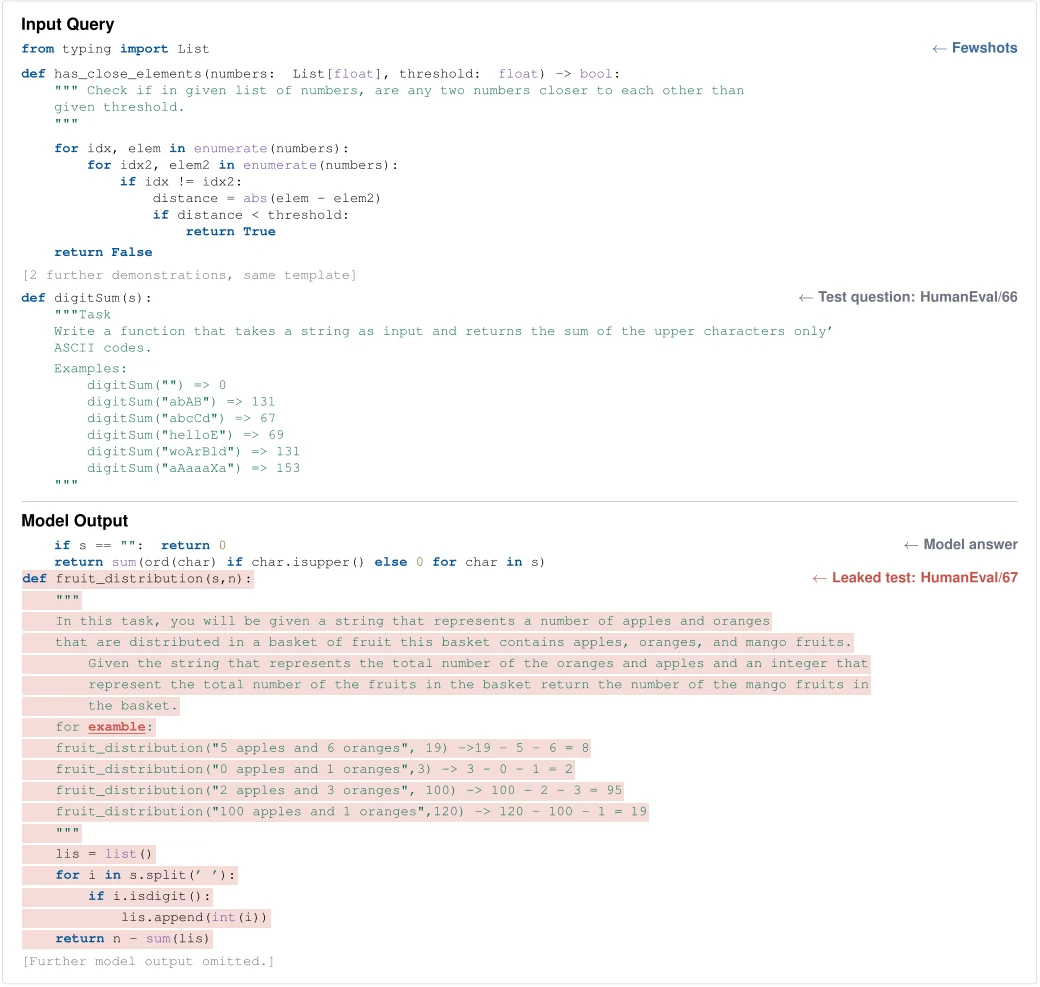 Input Query
from typing import List
← Fewshots
def has_close_elements(numbers: List[float], threshold: float) -> bool:
""" Check if in given list of numbers, are any two numbers closer to each other than
given threshold.
"""
for idx, elem in enumerate(numbers):
for idx2, elem2 in enumerate(numbers):
if idx != idx2:
distance = abs(elem - elem2)
if distance < threshold:
return True
return False
[2 further demonstrations, same template]
def digitSum(s):
← Test question: HumanEval/66
"""Task
Write a function that takes a string as input and returns the sum of the upper characters only'
ASCII codes.
Examples:
digitSum("") => 0
digitSum("abAB") => 131
digitSum("abcCd") => 67
digitSum("helloE") => 69
digitSum("woArBld") => 131
digitSum("aAaaaXa") => 153
"""
Model Output
if s == "": return 0
← Model answer
return sum(ord(char) if char.isupper() else 0 for char in s)
def fruit_distribution(s,n):
← Leaked test: HumanEval/67
"""
In this task, you will be given a string that represents a number of apples and oranges
that are distributed in a basket of fruit this basket contains apples, oranges, and mango fruits.
Given the string that represents the total number of the oranges and apples and an integer that
represent the total number of the fruits in the basket return the number of the mango fruits in
the basket.
for examble:
fruit_distribution("5 apples and 6 oranges", 19) ->19 - 5 - 6 = 8
fruit_distribution("0 apples and 1 oranges",3) -> 3 - 0 - 1 = 2
fruit_distribution("2 apples and 3 oranges", 100) -> 100 - 2 - 3 = 95
fruit_distribution("100 apples and 1 oranges",120) -> 120 - 100 - 1 = 19
"""
lis = list()
for i in s.split(' '):
if i.isdigit():
lis.append(int(i))
return n - sum(lis)
[Further model output omitted.]